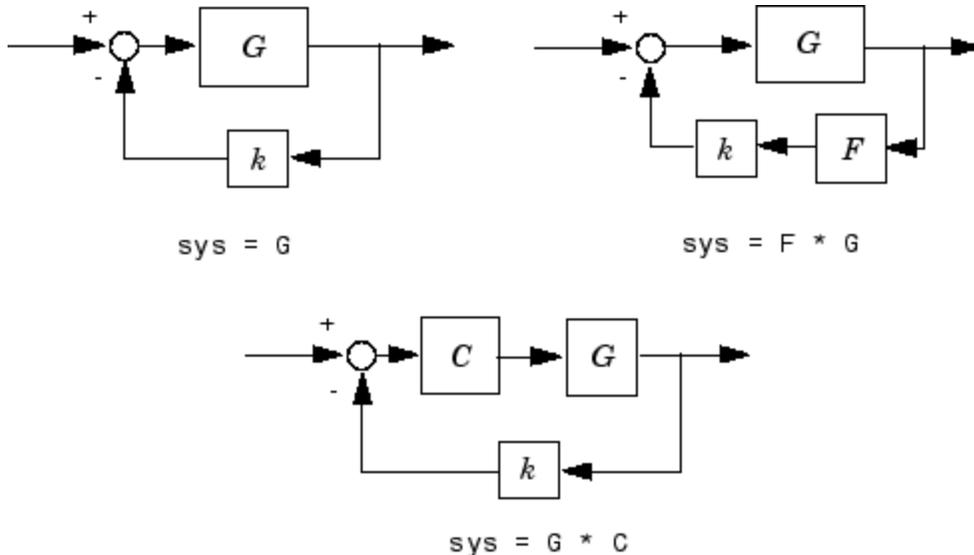 +
G
-
k
sys = G
+
G
-
k
F
sys = F * G
+
C
G
-
k
sys = G * C